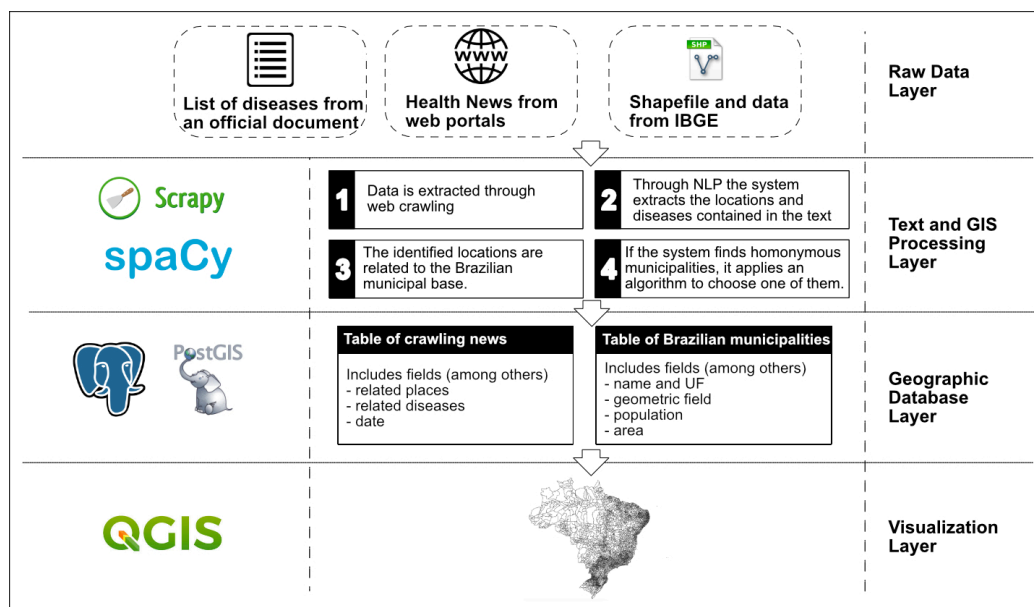 WWW
SHP
List of diseases from
an official document
Health News from
web portals
Shapefile and data
from IBGE
Raw Data
Layer
Scrapy
spaCy
1
Data is extracted through
web crawling
2
Through NLP the system
extracts the locations and
diseases contained in the text
3
The identified locations are
related to the Brazilian
municipal base.
4
If the system finds homonymous
municipalities, it applies an
algorithm to choose one of them.
Text and GIS
Processing
Layer
PostGIS
Table of crawling news
Includes fields (among others)
- related places
- related diseases
- date
Table of Brazilian municipalities
Includes fields (among others)
- name and UF
- geometric field
- population
- area
Geographic
Database
Layer
QGIS
Visualization
Layer